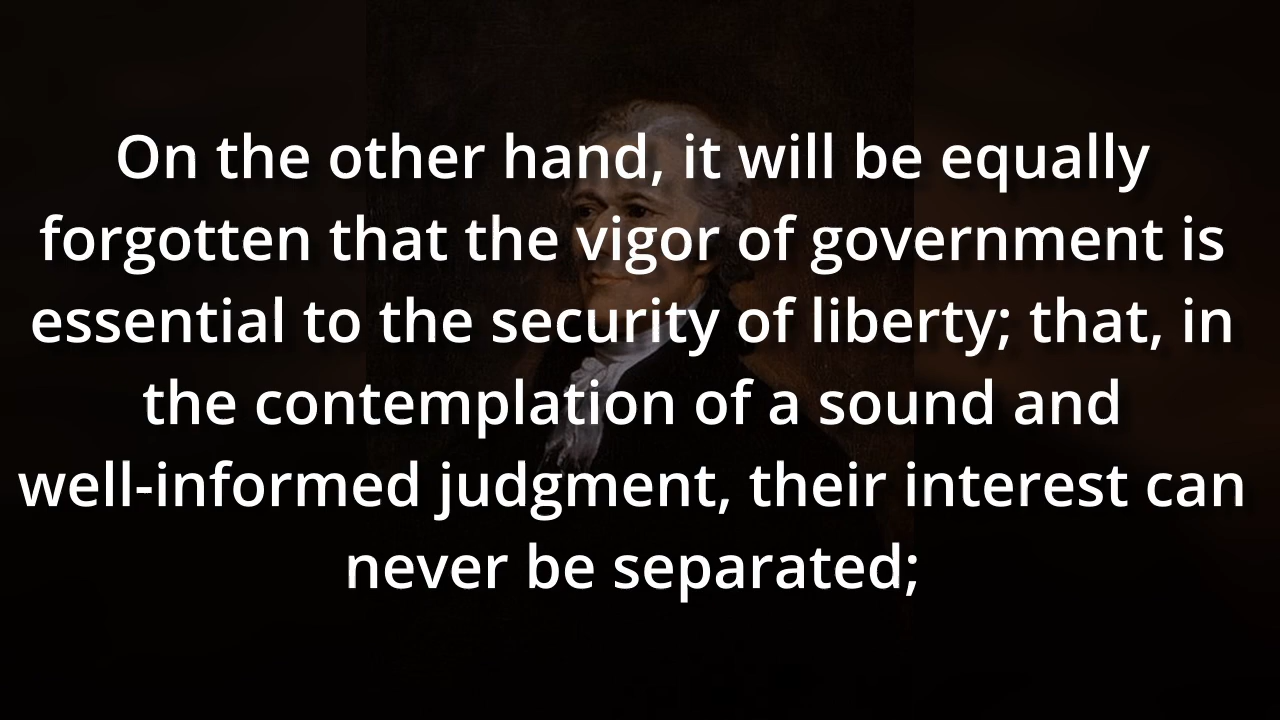 On the other hand, it will be equally
forgotten that the vigor of government is
essential to the security of liberty; that, in
the contemplation of a sound and
well-informed judgment, their interest can
never be separated;